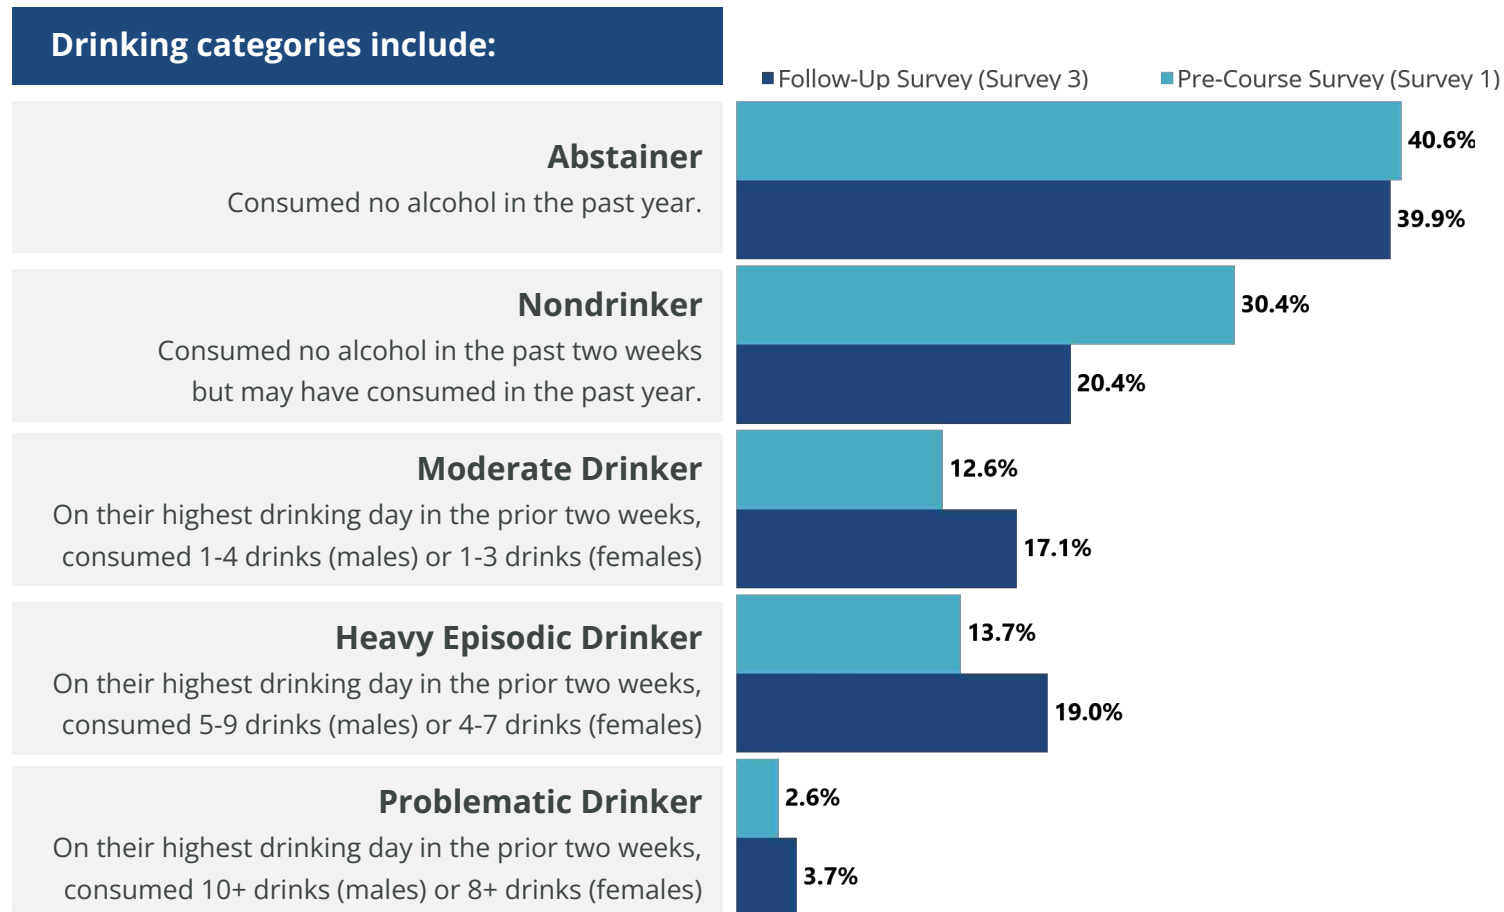 Drinking categories include:
Follow-Up Survey (Survey 3)
Pre-Course Survey (Survey 1)
Abstainer
Consumed no alcohol in the past year.
40.6%
39.9%
Nondrinker
Consumed no alcohol in the past two weeks
but may have consumed in the past year.
30.4%
20.4%
Moderate Drinker
On their highest drinking day in the prior two weeks,
consumed 1-4 drinks (males) or 1-3 drinks (females)
12.6%
17.1%
Heavy Episodic Drinker
On their highest drinking day in the prior two weeks,
consumed 5-9 drinks (males) or 4-7 drinks (females)
13.7%
19.0%
Problematic Drinker
On their highest drinking day in the prior two weeks,
consumed 10+ drinks (males) or 8+ drinks (females)
2.6%
3.7%